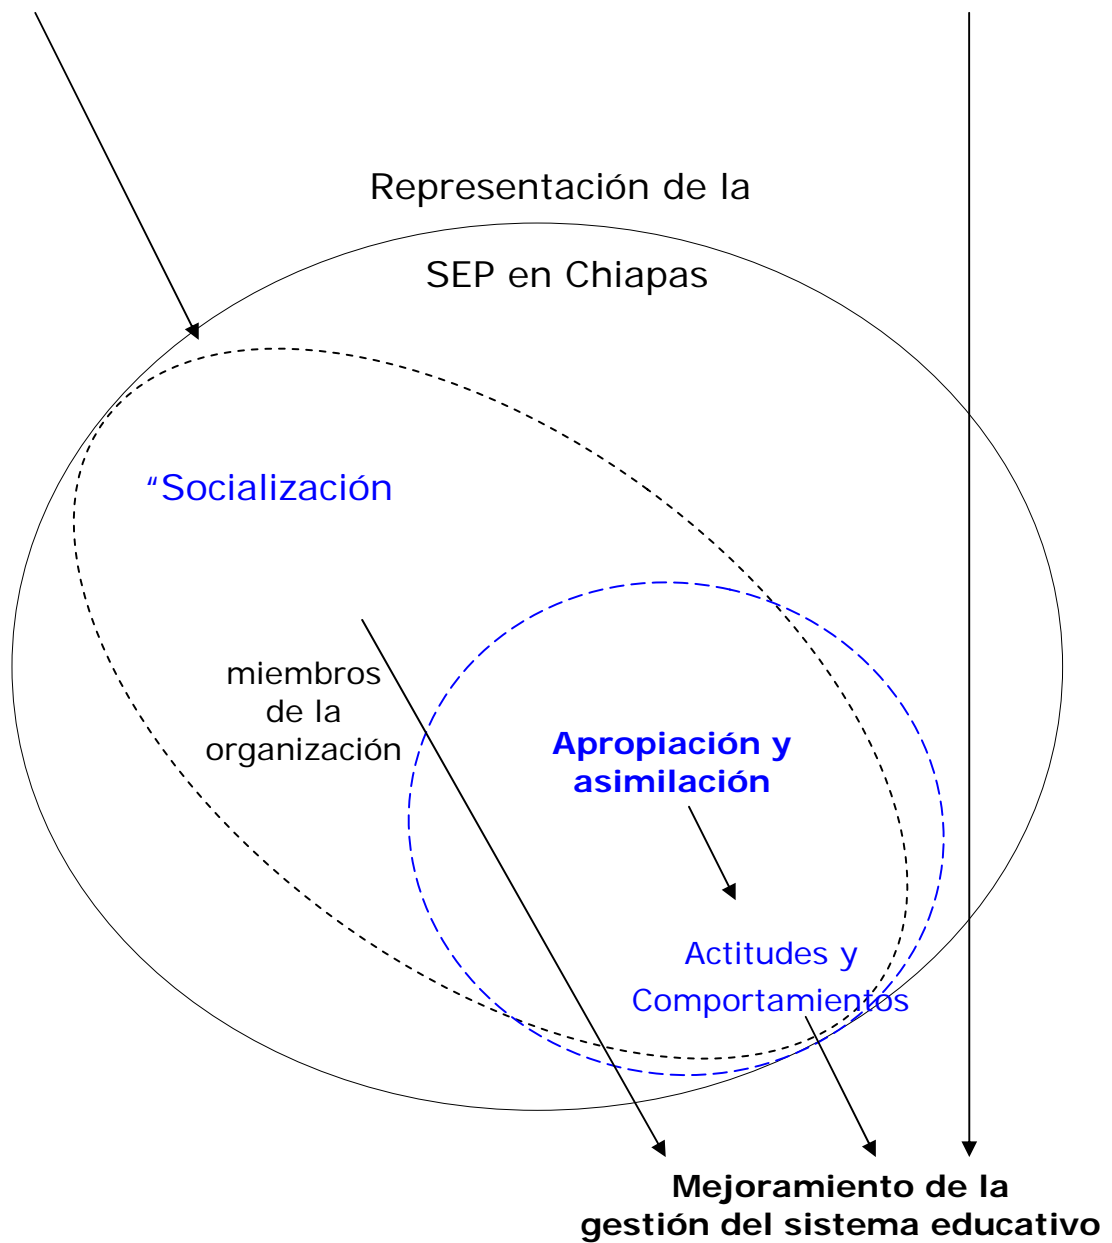 Representación de la
SEP en Chiapas
“Socialización
miembros
de la
organización
Apropiación y
asimilación
Actitudes y
Comportamientos
Mejoramiento de la
gestión del sistema educativo